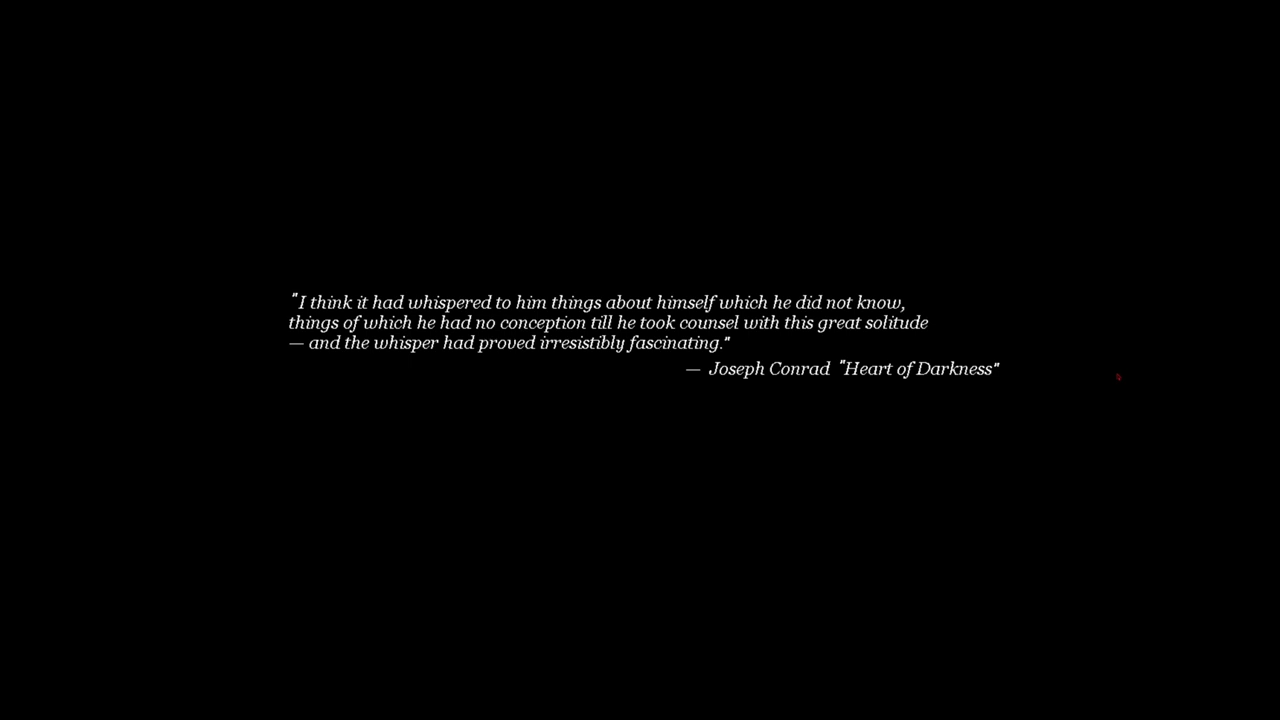 "I think it had whispered to him things about himself which he did not know,
things of which he had no conception till he took counsel with this great solitude
— and the whisper had proved irresistibly fascinating."
— Joseph Conrad "Heart of Darkness"